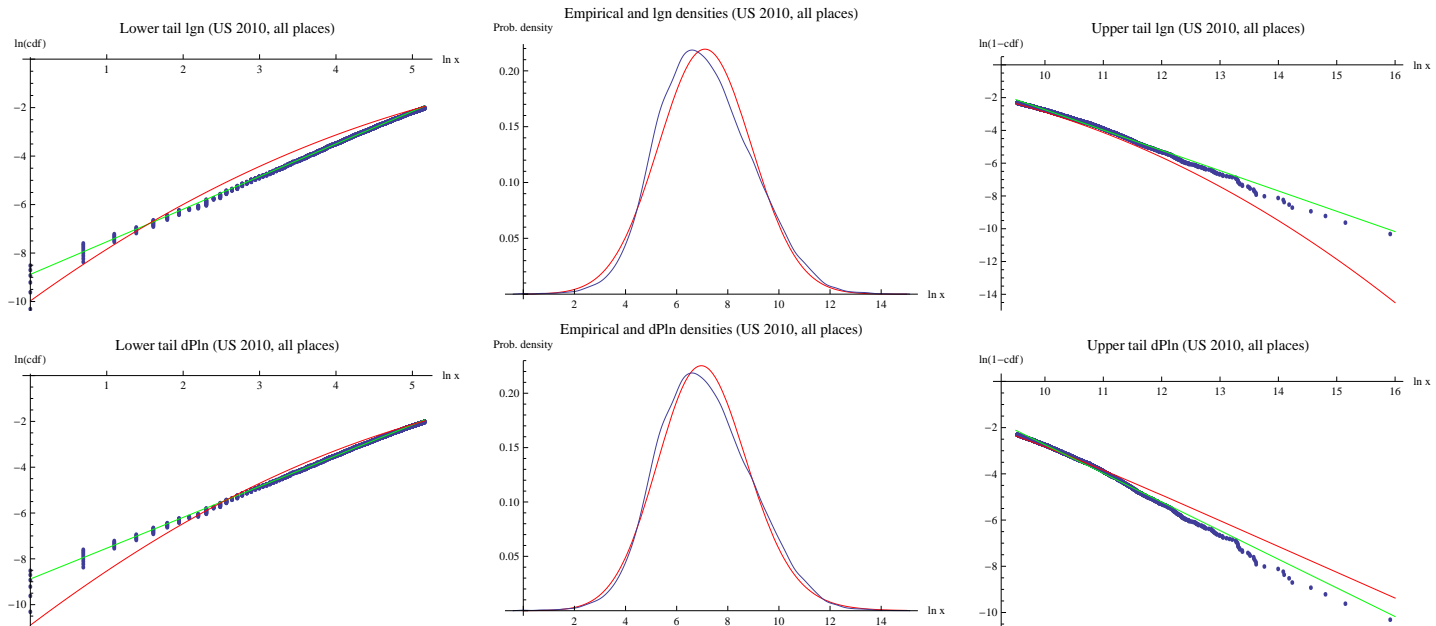 Lower tail lgn (US 2010, all places)
ln(cdf)
ln x
1 2 3 4 5
−2
−4
−6
−8
−10
Empirical and lgn densities (US 2010, all places)
Prob. density
0.20
0.15
0.10
0.05
2 4 6 8 10 12 14
ln x
Upper tail lgn (US 2010, all places)
ln(1−cdf)
ln x
10 11 12 13 14 15 16
−2
−4
−6
−8
−10
−12
−14
Lower tail dPln (US 2010, all places)
ln(cdf)
ln x
1 2 3 4 5
−2
−4
−6
−8
−10
Empirical and dPln densities (US 2010, all places)
Prob. density
0.20
0.15
0.10
0.05
2 4 6 8 10 12 14
ln x
Upper tail dPln (US 2010, all places)
ln(1−cdf)
ln x
10 11 12 13 14 15 16
−2
−4
−6
−8
−10